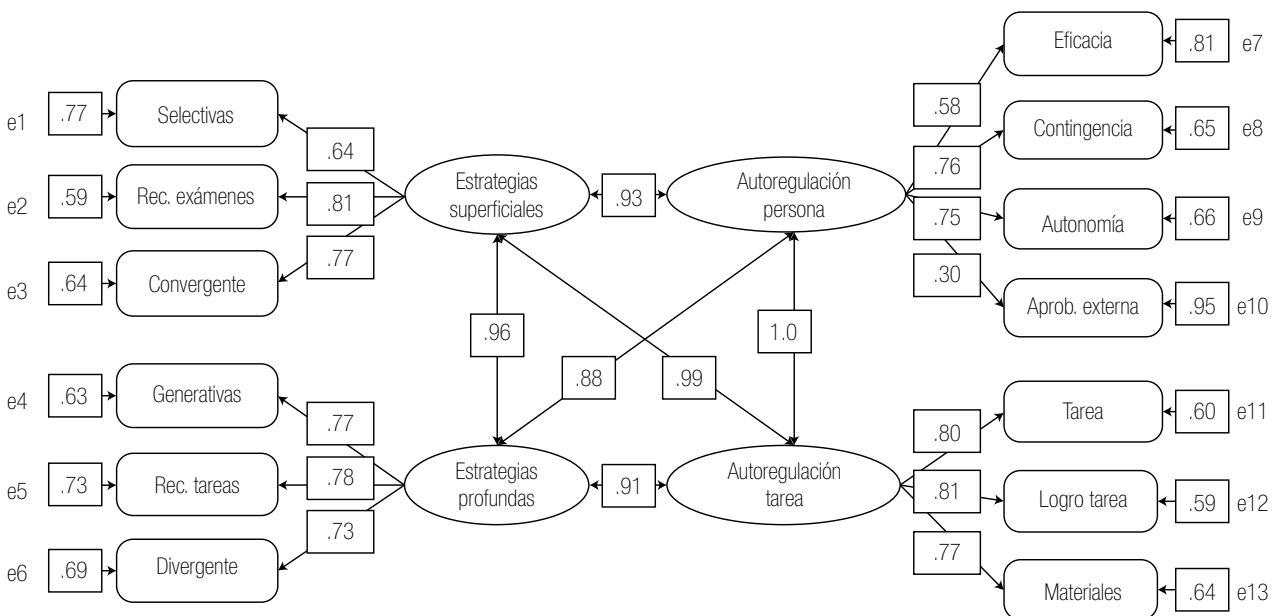 Eficacia
.81
e7
e1
.77
Selectivas
.58
Contingencia
.65
e8
.64
.76
e2
.59
Rec. exámenes
.81
Estrategias
superficiales
.93
Autoregulación
persona
.75
Autonomía
.66
e9
e3
.64
Convergente
.77
.30
Aprob. externa
.95
e10
.96
1.0
.88
.99
e4
.63
Generativas
.77
Tarea
.60
e11
.80
e5
.73
Rec. tareas
.78
Estrategias
profundas
.91
Autoregulación
tarea
.81
Logro tarea
.59
e12
.73
.77
e6
.69
Divergente
Materiales
.64
e13